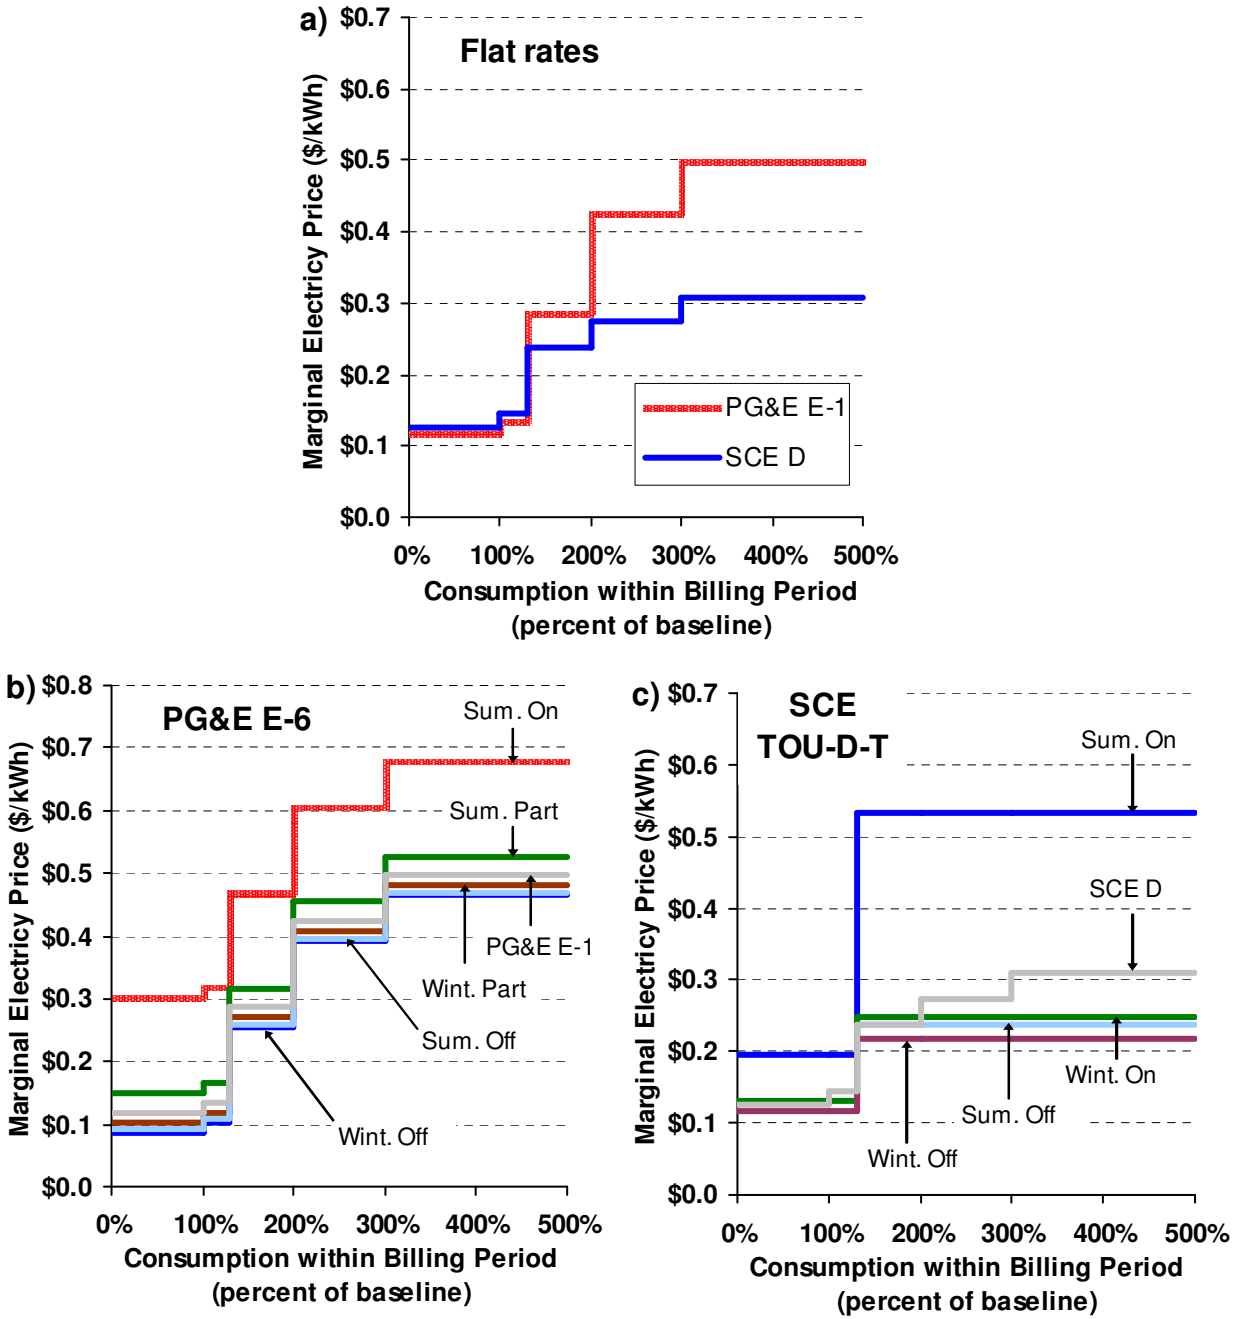 a)
Flat rates
Marginal Electricy Price ($/kWh)
$0.7
$0.6
$0.5
$0.4
$0.3
$0.2
$0.1
$0.0
PG&E E-1
SCE D
0% 100% 200% 300% 400% 500%
Consumption within Billing Period
(percent of baseline)
b)
PG&E E-6
Marginal Electricy Price ($/kWh)
$0.8
$0.7
$0.6
$0.5
$0.4
$0.3
$0.2
$0.1
$0.0
Sum. On
Sum. Part
PG&E E-1
Wint. Part
Sum. Off
Wint. Off
0% 100% 200% 300% 400% 500%
Consumption within Billing Period
(percent of baseline)
c)
SCE
TOU-D-T
Marginal Electricy Price ($/kWh)
$0.7
$0.6
$0.5
$0.4
$0.3
$0.2
$0.1
$0.0
Sum. On
SCE D
Wint. On
Sum. Off
Wint. Off
0% 100% 200% 300% 400% 500%
Consumption within Billing Period
(percent of baseline)